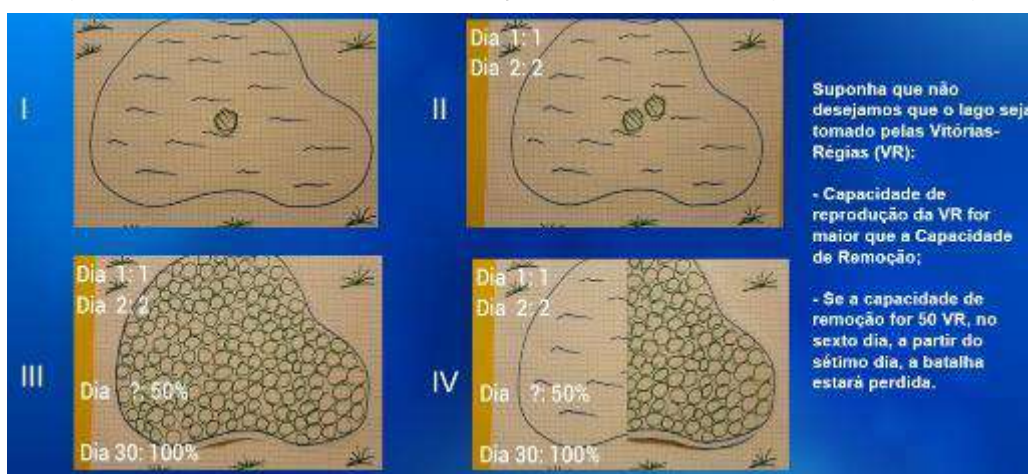 I
II
Dia 1: 1
Dia 2: 2
Suponha que não
desejamos que o lago seja
tomado pelas Vitórias-
Régias (VR):
- Capacidade de
reprodução da VR for
maior que a Capacidade
de Remoção;
- Se a capacidade de
remoção for 50 VR, no
sexto dia, a partir do
sétimo dia, a batalha
estará perdida.
III
Dia 1: 1
Dia 2: 2
Dia ?: 50%
Dia 30: 100%
IV
Dia 1: 1
Dia 2: 2
Dia ?: 50%
Dia 30: 100%